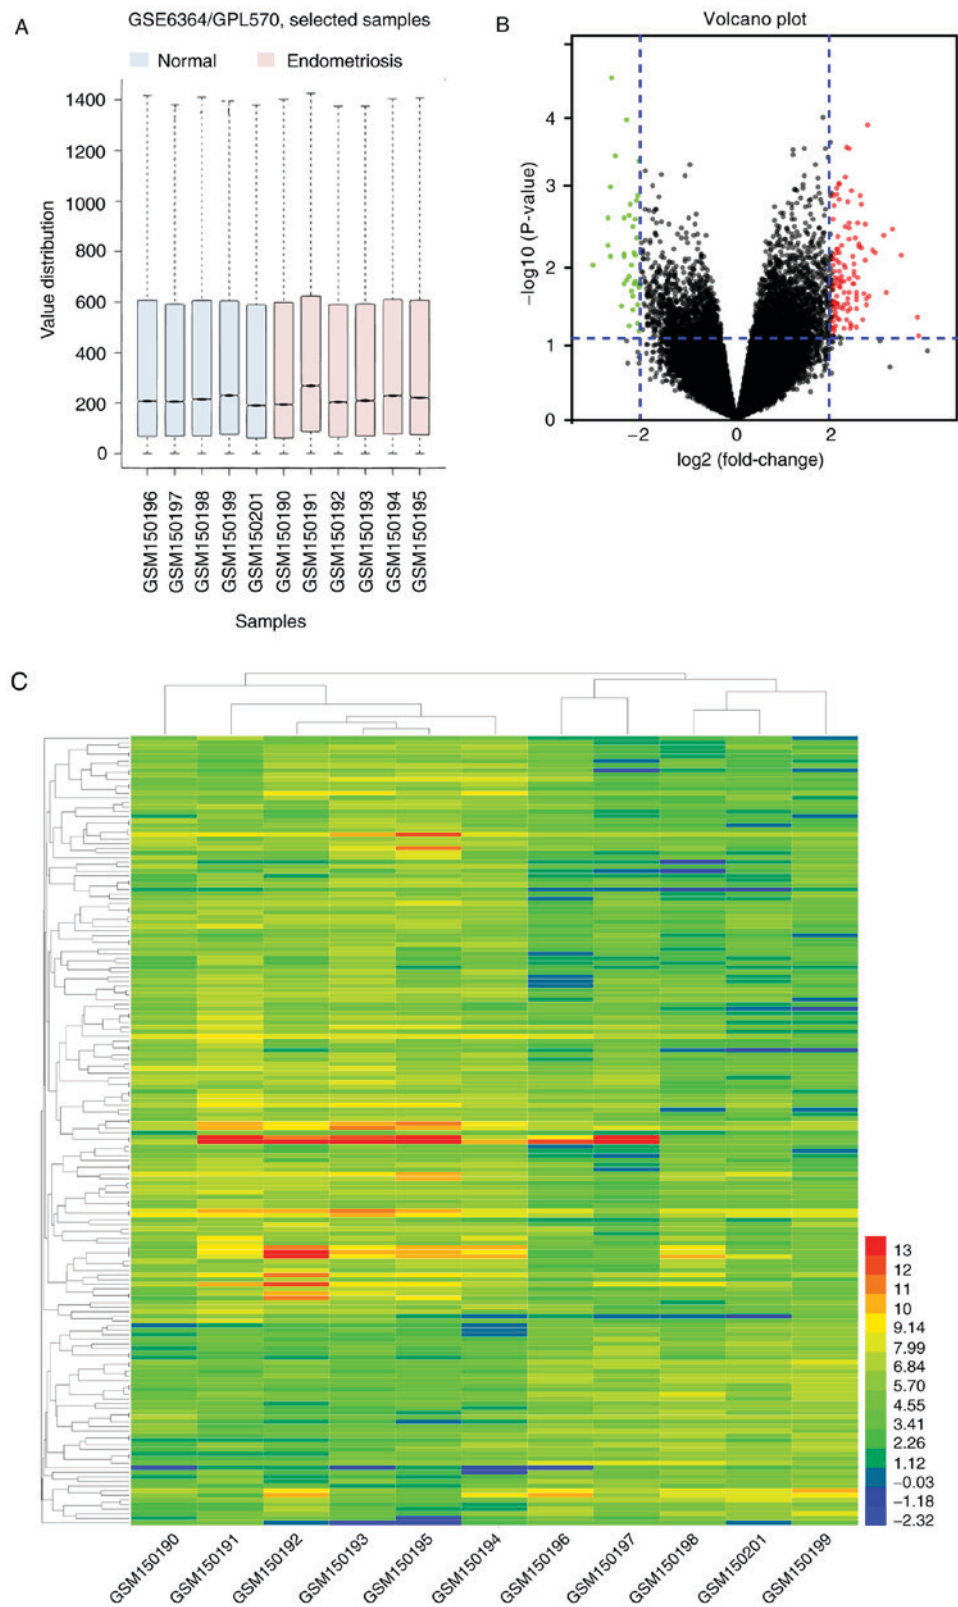 A
GSE6364/GPL570, selected samples
Normal Endometriosis
Value distribution
1400
1200
1000
800
600
400
200
0
GSM150196
GSM150197
GSM150198
GSM150199
GSM150201
GSM150190
GSM150191
GSM150192
GSM150193
GSM150194
GSM150195
Samples
B
Volcano plot
−log10 (P-value)
4
3
2
1
0
−2 0 2
log2 (fold-change)
C
13
12
11
10
9.14
7.99
6.84
5.70
4.55
3.41
2.26
1.12
−0.03
−1.18
−2.32
GSM150190
GSM150191
GSM150192
GSM150193
GSM150195
GSM150194
GSM150196
GSM150197
GSM150198
GSM150201
GSM150199